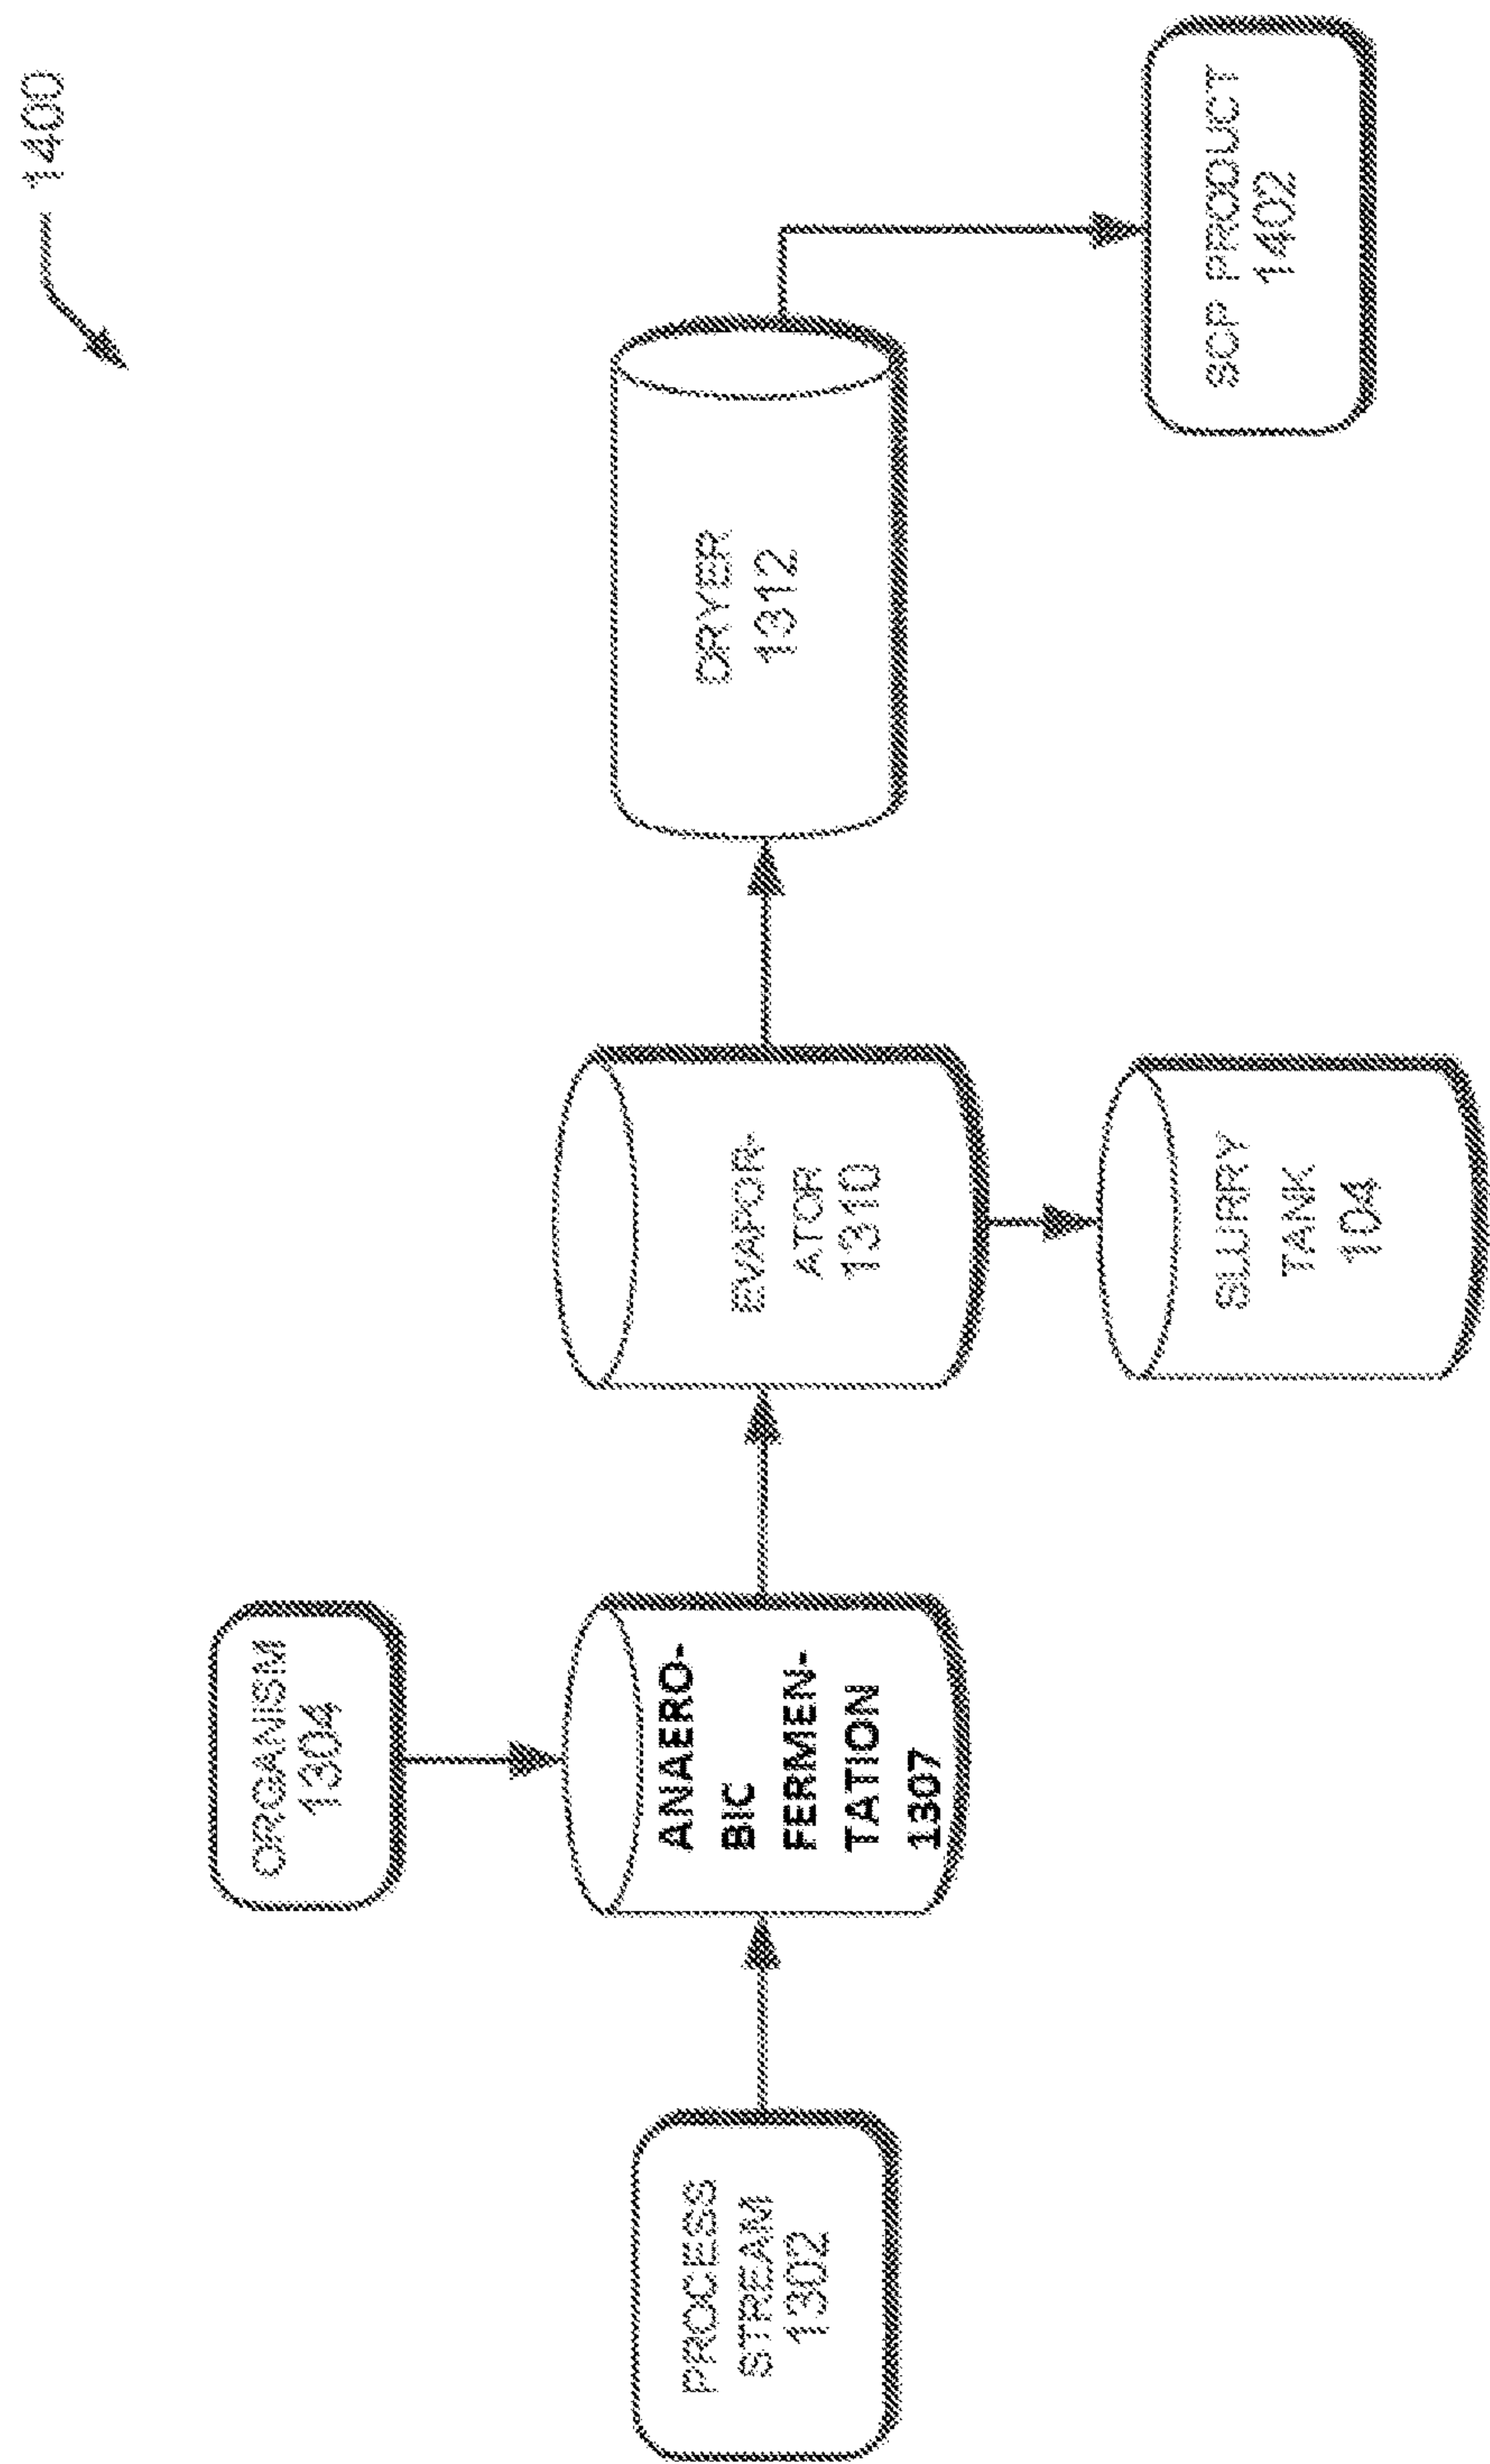 1400
ORGANISM
1304
PROCESS
STREAM
1302
ANAERO-
BIC
FERMEN-
TATION
1307
EVAPOR-
ATOR
1310
DRYER
1312
SLURRY
TANK
104
SCP PRODUCT
1402